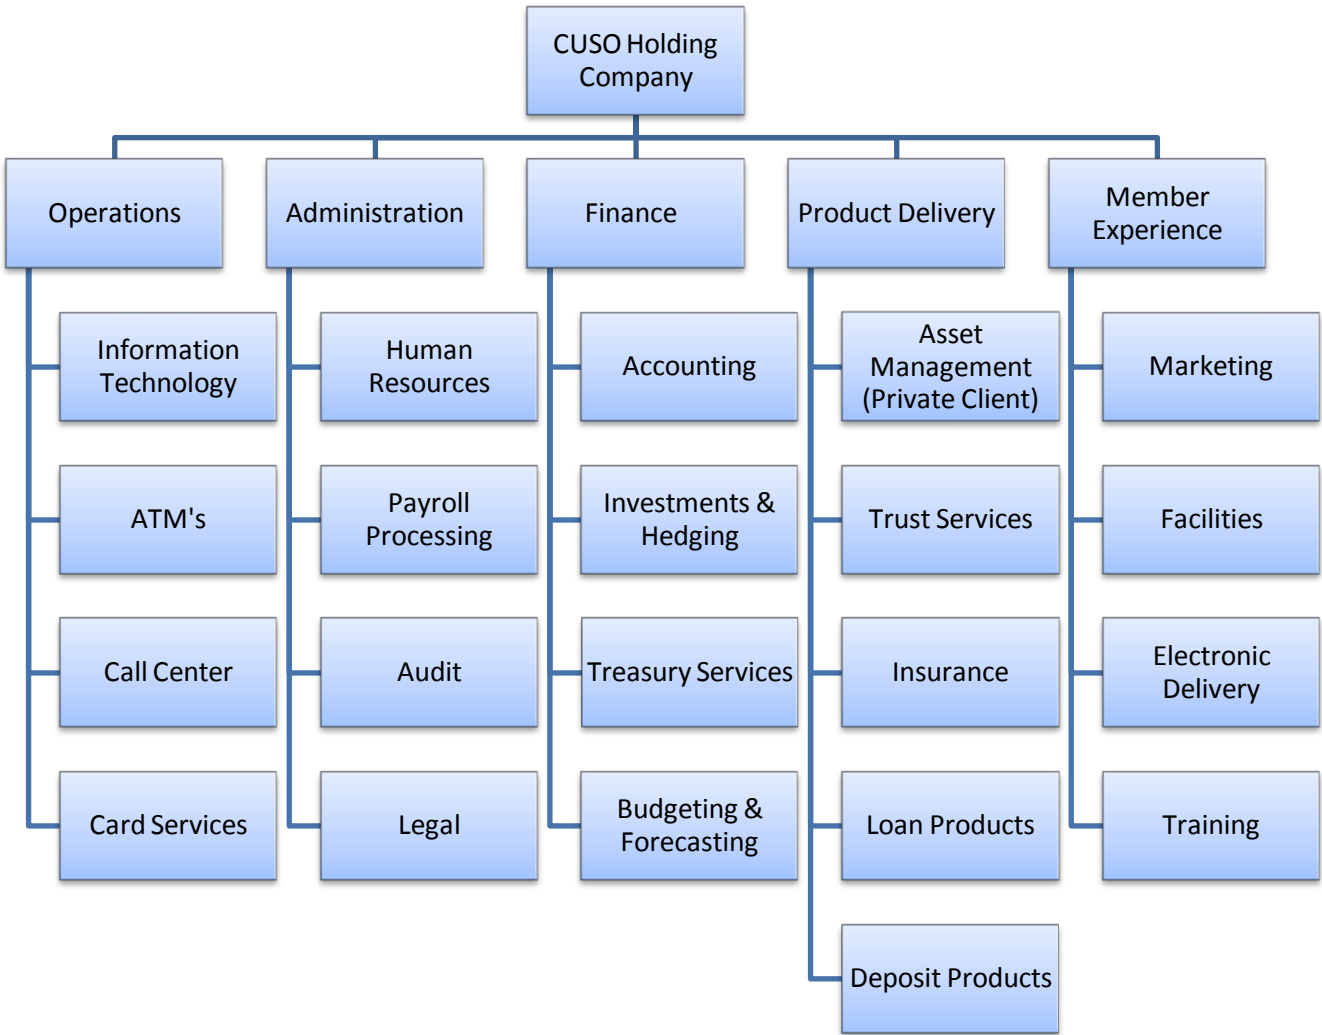 CUSO Holding
Company
Operations
Administration
Finance
Product Delivery
Member
Experience
Information
Technology
Human
Resources
Accounting
Asset
Management
(Private Client)
Marketing
ATM's
Payroll
Processing
Investments &
Hedging
Trust Services
Facilities
Call Center
Audit
Treasury Services
Insurance
Electronic
Delivery
Card Services
Legal
Budgeting &
Forecasting
Loan Products
Training
Deposit Products